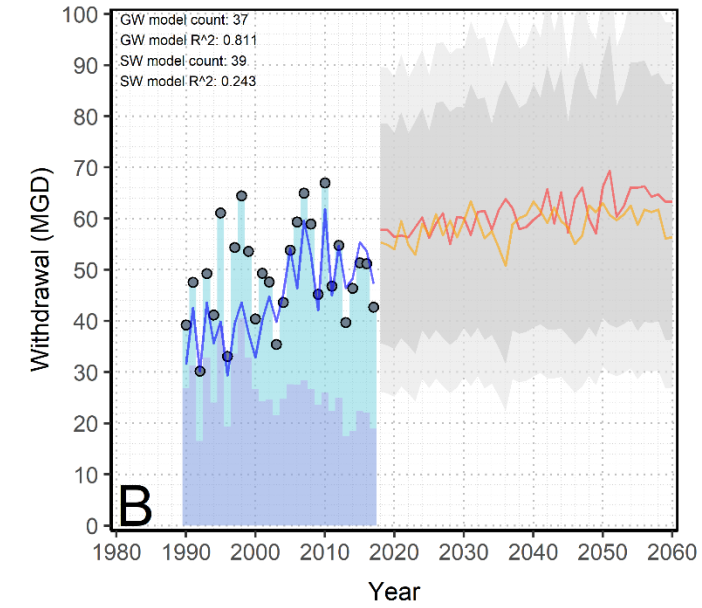 GW model count: 37
GW model R^2: 0.811
SW model count: 39
SW model R^2: 0.243
100
90
80
70
60
50
40
30
20
10
0
Withdrawal (MGD)
B
1980 1990 2000 2010 2020 2030 2040 2050 2060
Year